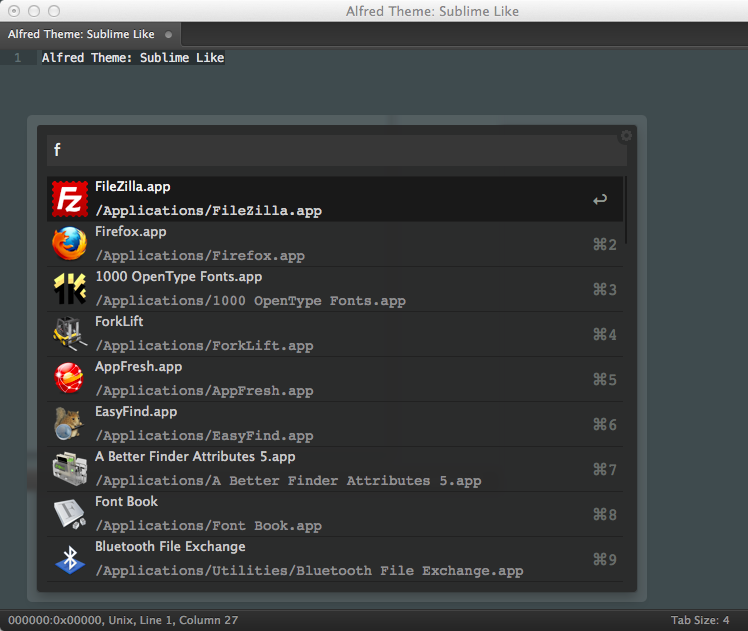 Alfred Theme: Sublime Like
Alfred Theme: Sublime Like
1 Alfred Theme: Sublime Like
f
FileZilla.app
/Applications/FileZilla.app ↩
Firefox.app
/Applications/Firefox.app ⌘2
1000 OpenType Fonts.app
/Applications/1000 OpenType Fonts.app ⌘3
ForkLift
/Applications/ForkLift.app ⌘4
AppFresh.app
/Applications/AppFresh.app ⌘5
EasyFind.app
/Applications/EasyFind.app ⌘6
A Better Finder Attributes 5.app
/Applications/A Better Finder Attributes 5.app ⌘7
Font Book
/Applications/Font Book.app ⌘8
Bluetooth File Exchange
/Applications/Utilities/Bluetooth File Exchange.app ⌘9
000000:0x00000, Unix, Line 1, Column 27 Tab Size: 4